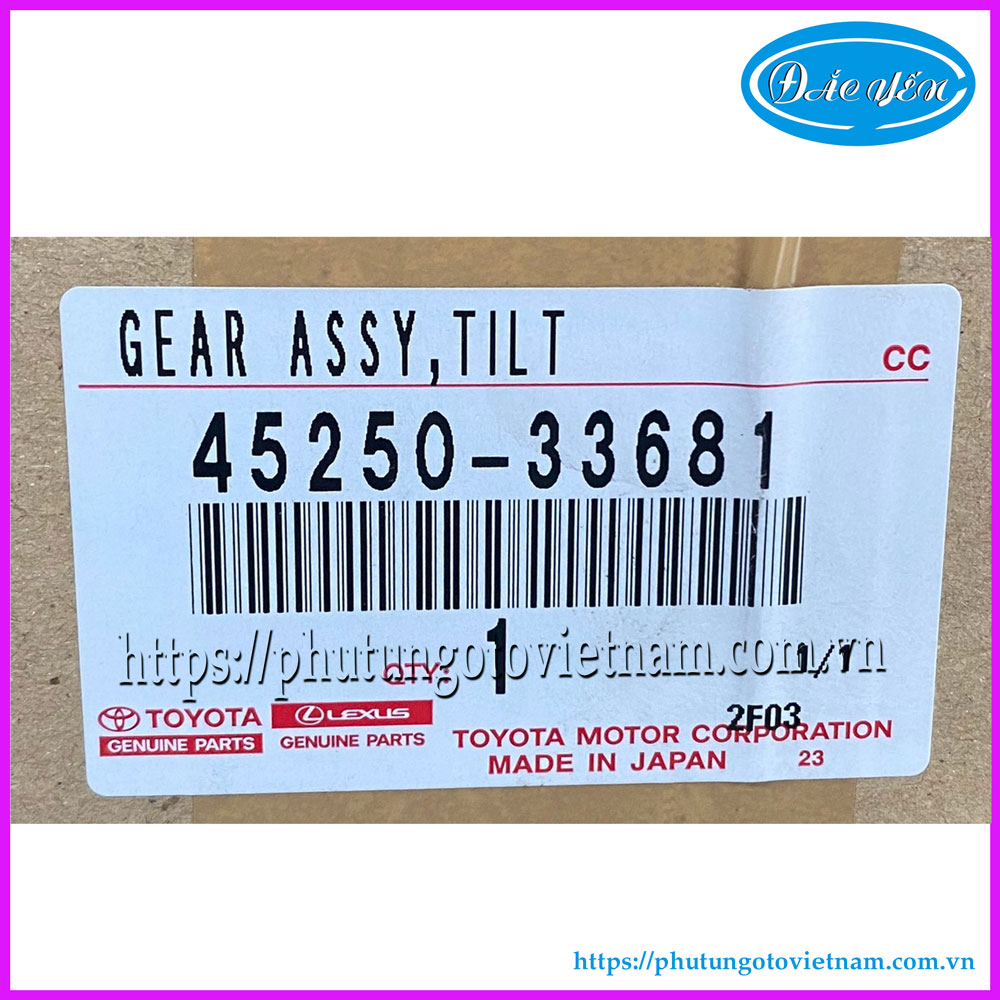 ĐẮC YẾN
GEAR ASSY,TILT
CC
45250-33681
https://phutungotovietnam.com.vn
QTY: 1
1/1
TOYOTA
GENUINE PARTS
LEXUS
GENUINE PARTS
2F03
TOYOTA MOTOR CORPORATION
MADE IN JAPAN 23
https://phutungotovietnam.com.vn